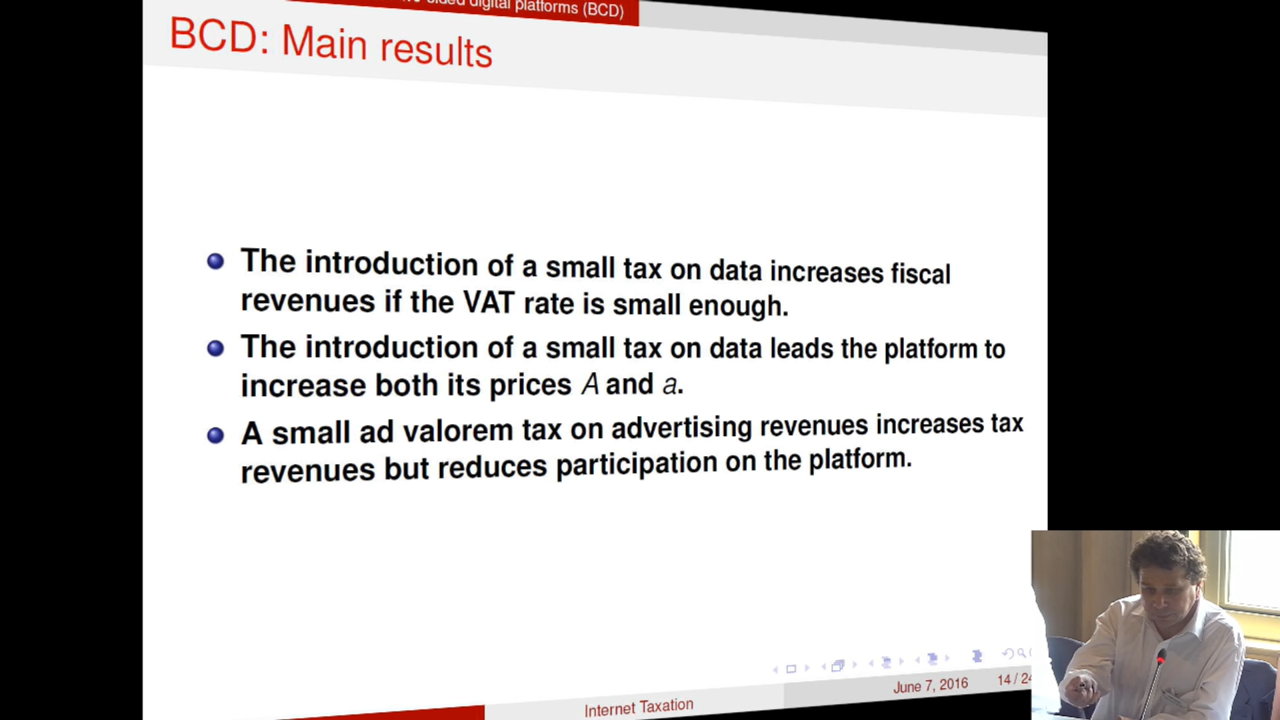 sided digital platforms (BCD)
BCD: Main results
The introduction of a small tax on data increases fiscal
revenues if the VAT rate is small enough.
The introduction of a small tax on data leads the platform to
increase both its prices A and a.
A small ad valorem tax on advertising revenues increases tax
revenues but reduces participation on the platform.
Internet Taxation
June 7, 2016
14 / 24